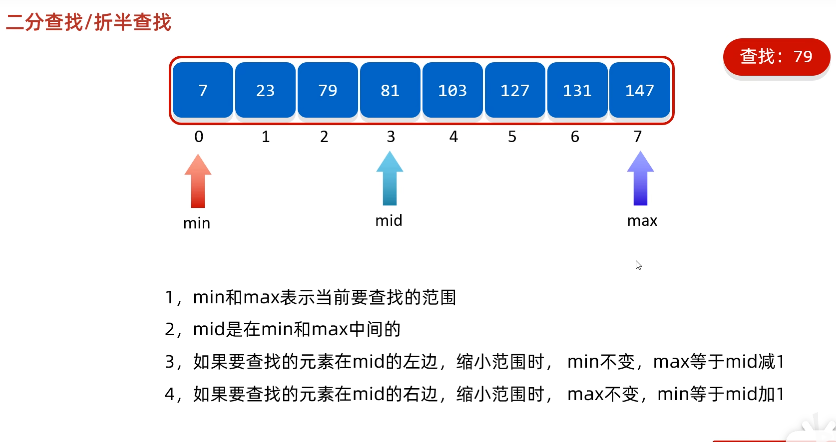 二分查找/折半查找
查找：79
7 23 79 81 103 127 131 147
0 1 2 3 4 5 6 7
min mid max
1，min和max表示当前要查找的范围
2，mid是在min和max中间的
3，如果要查找的元素在mid的左边，缩小范围时， min不变，max等于mid减1
4，如果要查找的元素在mid的右边，缩小范围时， max不变，min等于mid加1